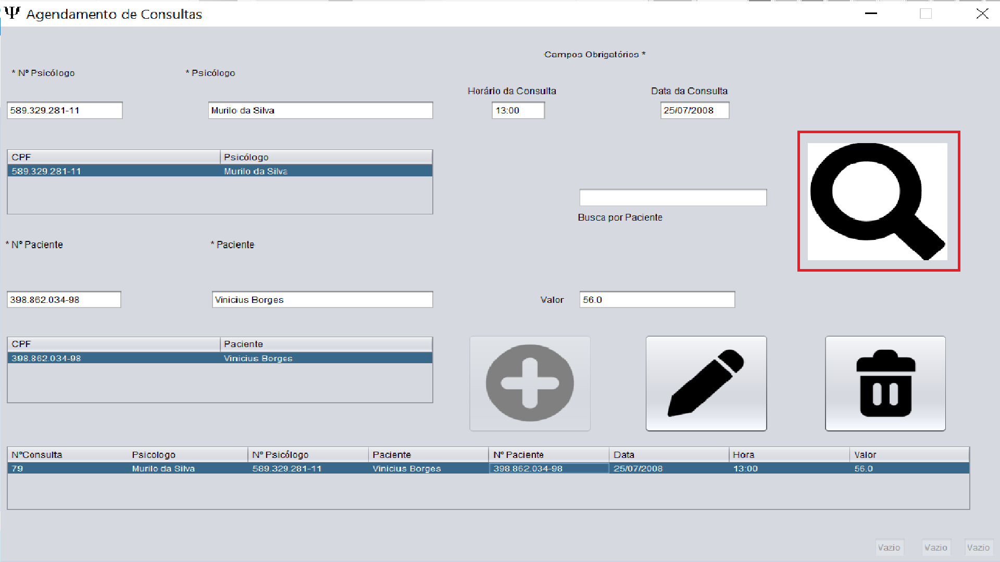 Ψ Agendamento de Consultas
Campos Obrigatórios *
* Nº Psicólogo
* Psicólogo
Horário da Consulta
Data da Consulta
589.329.281-11
Murilo da Silva
13:00
25/07/2008
CPF Psicólogo
589.329.281-11 Murilo da Silva
Busca por Paciente
* Nº Paciente
* Paciente
398.862.034-98
Vinicius Borges
Valor
56.0
CPF Paciente
398.862.034-98 Vinicius Borges
NºConsulta Psicologo Nº Psicólogo Paciente Nº Paciente Data Hora Valor
79 Murilo da Silva 589.329.281-11 Vinicius Borges 398.862.034-98 25/07/2008 13:00 56.0
Vazio Vazio Vazio